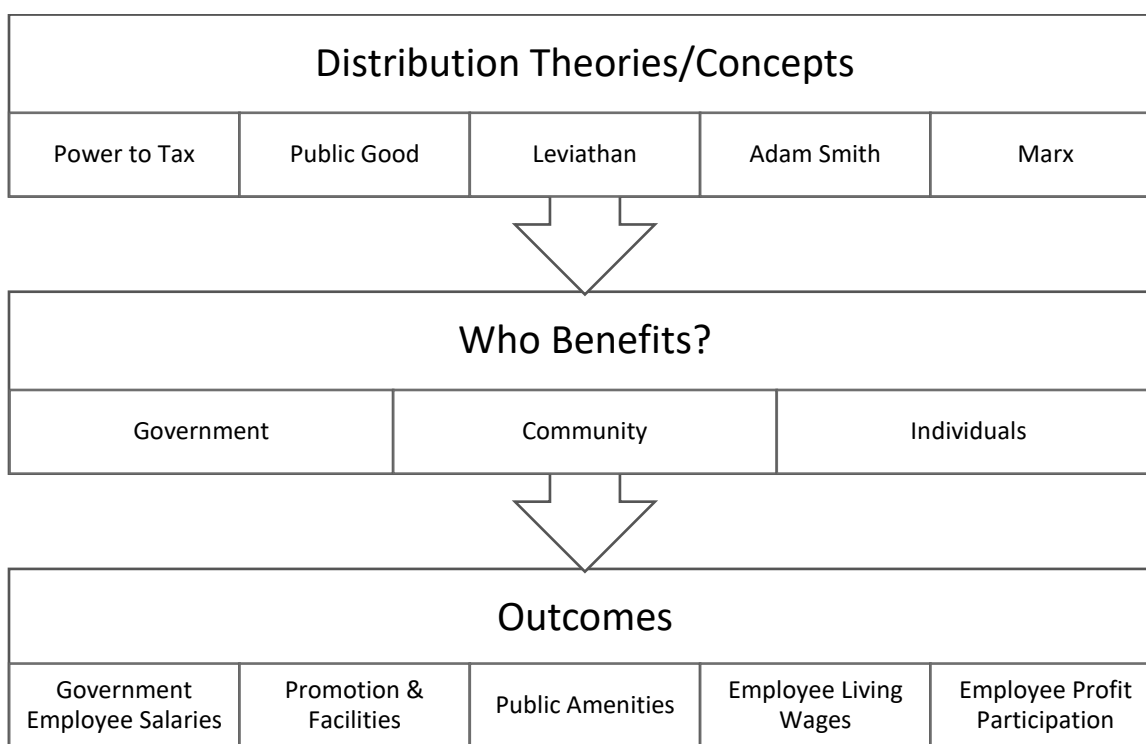 Distribution Theories/Concepts
Power to Tax
Public Good
Leviathan
Adam Smith
Marx
Who Benefits?
Government
Community
Individuals
Outcomes
Government
Employee Salaries
Promotion &
Facilities
Public Amenities
Employee Living
Wages
Employee Profit
Participation